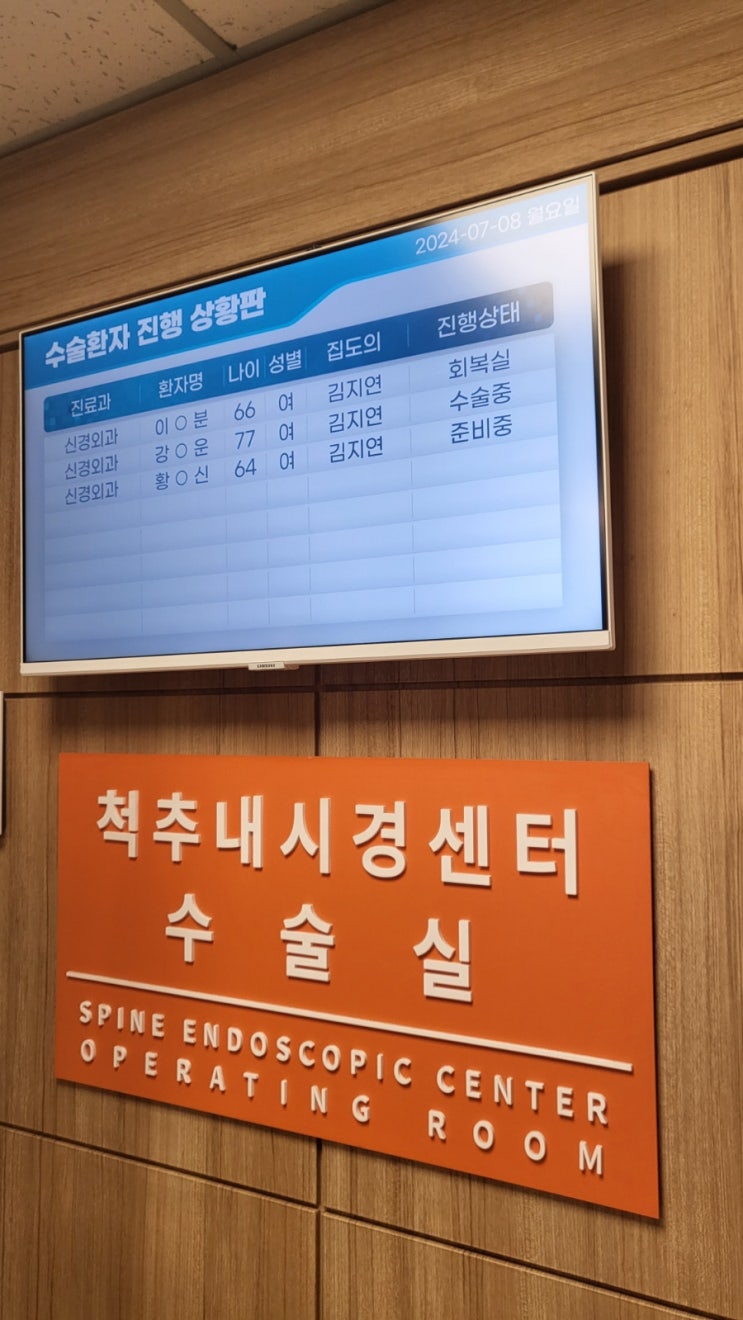 2024-07-08 월요일
수술환자 진행 상황판
진료과 환자명 나이 성별 집도의 진행상태
신경외과 이 ○ 분 66 여 김지연 회복실
신경외과 강 ○ 운 77 여 김지연 수술중
신경외과 황 ○ 신 64 여 김지연 준비중
SAMSUNG
척추내시경센터
수 술 실
SPINE ENDOSCOPIC CENTER
OPERATING ROOM